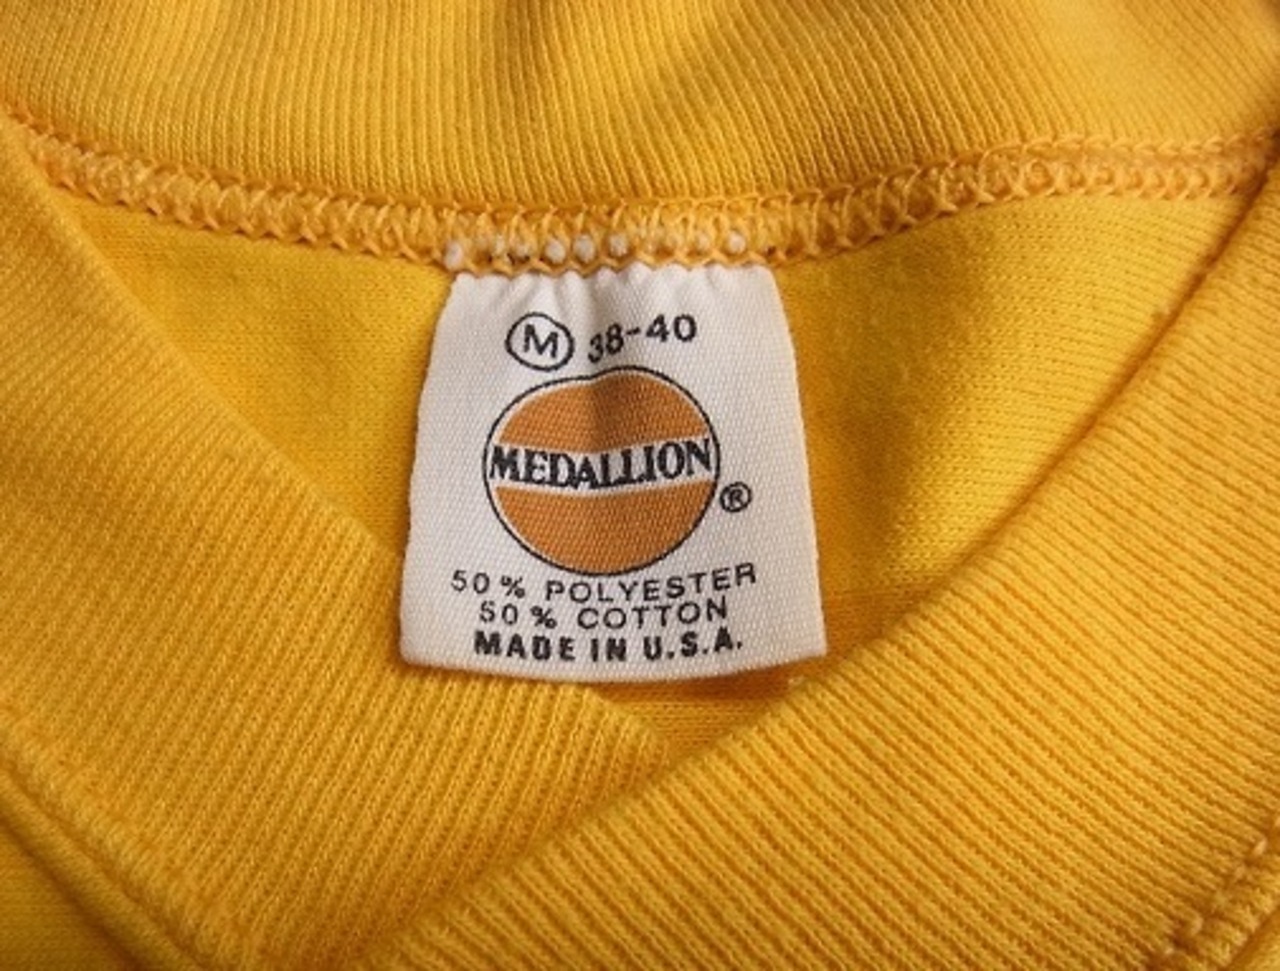 M 38-40
MEDALLION
®
50% POLYESTER
50% COTTON
MADE IN U.S.A.